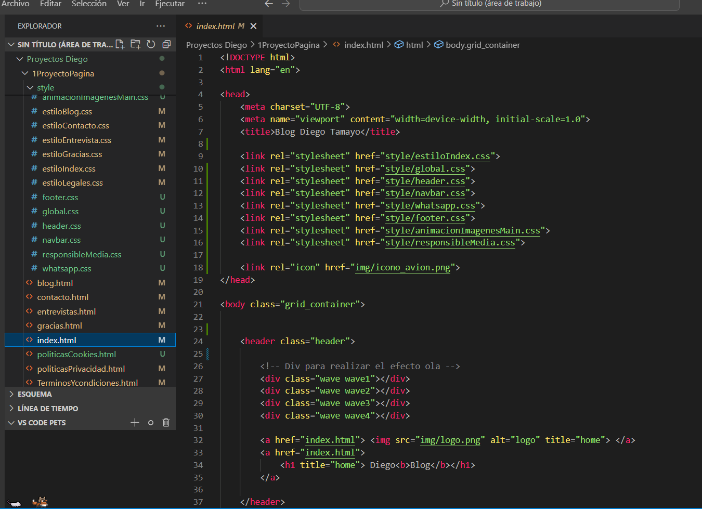 Archivo Editar Selección Ver Ir Ejecutar ··· ← → Sin título (área de trabajo)
EXPLORADOR ···
SIN TÍTULO (ÁREA DE TRA...
Proyectos Diego
1ProyectoPagina
style
# animacionImagenesMain.css U
# estiloBlog.css M
# estiloContacto.css M
# estiloEntrevista.css M
# estiloGracias.css M
# estiloIndex.css M
# estiloLegales.css M
# footer.css U
# global.css U
# header.css U
# navbar.css U
# responsibleMedia.css U
# whatsapp.css U
<> blog.html M
<> contacto.html M
<> entrevistas.html M
<> gracias.html M
<> index.html M
<> politicasCookies.html U
<> politicasPrivacidad.html M
<> TerminosYcondiciones.html M
ESQUEMA
LÍNEA DE TIEMPO
VS CODE PETS
<> index.html M ×
Proyectos Diego > 1ProyectoPagina > <> index.html > html > body.grid_container
1 <!DOCTYPE html>
2 <html lang="en">
3
4 <head>
5 <meta charset="UTF-8">
6 <meta name="viewport" content="width=device-width, initial-scale=1.0">
7 <title>Blog Diego Tamayo</title>
8
9 <link rel="stylesheet" href="style/estiloIndex.css">
10 <link rel="stylesheet" href="style/global.css">
11 <link rel="stylesheet" href="style/header.css">
12 <link rel="stylesheet" href="style/navbar.css">
13 <link rel="stylesheet" href="style/whatsapp.css">
14 <link rel="stylesheet" href="style/footer.css">
15 <link rel="stylesheet" href="style/animacionImagenesMain.css">
16 <link rel="stylesheet" href="style/responsibleMedia.css">
17
18 <link rel="icon" href="img/icono_avion.png">
19 </head>
20
21 <body class="grid_container">
22
23
24 <header class="header">
25
26 <!-- Div para realizar el efecto ola -->
27 <div class="wave wave1"></div>
28 <div class="wave wave2"></div>
29 <div class="wave wave3"></div>
30 <div class="wave wave4"></div>
31
32 <a href="index.html"> <img src="img/logo.png" alt="logo" title="home"> </a>
33 <a href="index.html">
34 <h1 title="home"> Diego<b>Blog</b></h1>
35 </a>
36
37 </header>